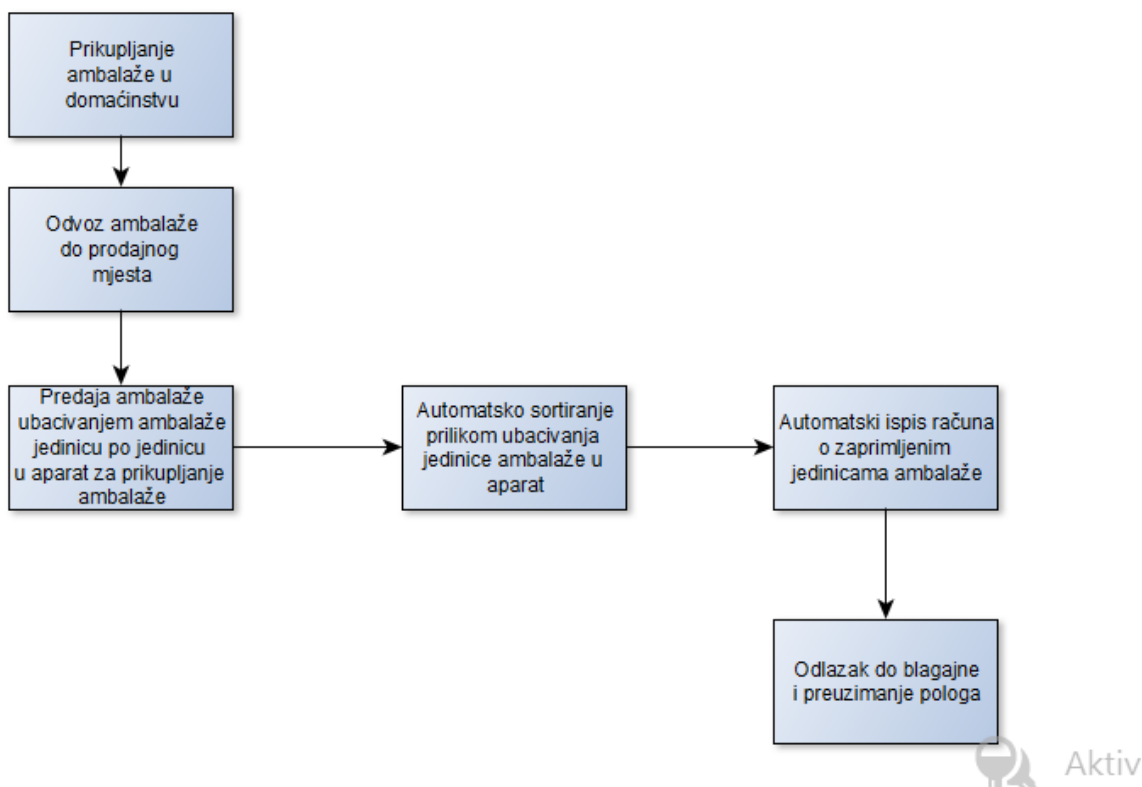 Prikupljanje
ambalaže u
domaćinstvu
Odvoz ambalaže
do prodajnog
mjesta
Predaja ambalaže
ubacivanjem ambalaže
jedinicu po jedinicu
u aparat za prikupljanje
ambalaže
Automatsko sortiranje
prilikom ubacivanja
jedinice ambalaže u
aparat
Automatski ispis računa
o zaprimljenim
jedinicama ambalaže
Odlazak do blagajne
i preuzimanje pologa
Aktiv